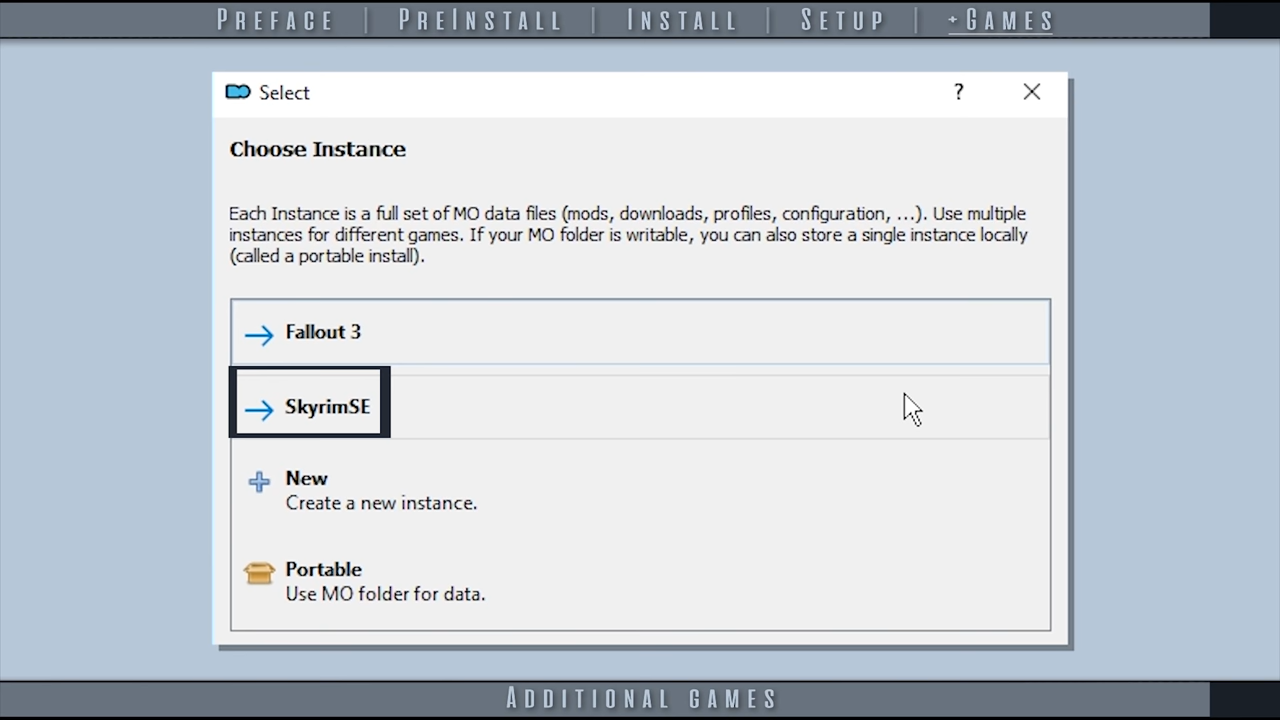 PREFACE | PREINSTALL | INSTALL | SETUP | +GAMES
Select ?
Choose Instance
Each Instance is a full set of MO data files (mods, downloads, profiles, configuration, ...). Use multiple
instances for different games. If your MO folder is writable, you can also store a single instance locally
(called a portable install).
Fallout 3
SkyrimSE
New
Create a new instance.
Portable
Use MO folder for data.
ADDITIONAL GAMES